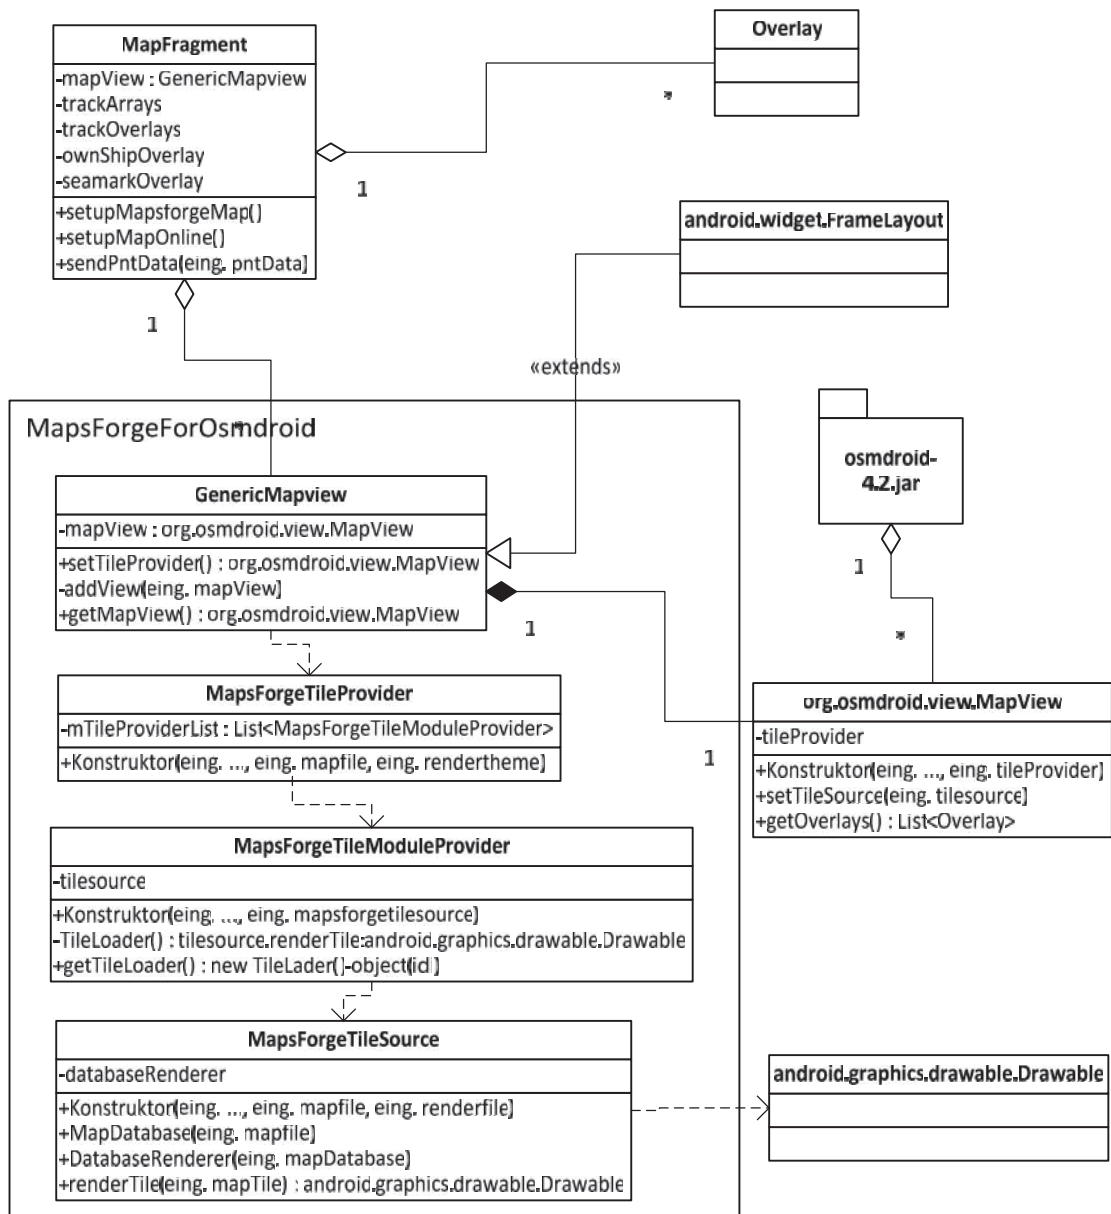 MapFragment
-mapView : GenericMapview
-trackArrays
-trackOverlays
-ownShipOverlay
-seamarkOverlay
+setupMapsforgeMap()
+setupMapOnline()
+sendPntData(eing. pntData)
1
1
Overlay
*
android.widget.FrameLayout
«extends»
MapsForgeForOsmdroid
*
osmdroid-
4.2.jar
1
*
GenericMapview
-mapView : org.osmdroid.view.MapView
+setTileProvider() : org.osmdroid.view.MapView
-addView(eing. mapView)
+getMapView() : org.osmdroid.view.MapView
1
1
MapsForgeTileProvider
-mTileProviderList : List<MapsForgeTileModuleProvider>
+Konstruktor(eing. ..., eing. mapfile, eing. rendertheme)
org.osmdroid.view.MapView
-tileProvider
+Konstruktor(eing. ..., eing. tileProvider)
+setTileSource(eing. tilesource)
+getOverlays() : List<Overlay>
MapsForgeTileModuleProvider
-tilesource
+Konstruktor(eing. ..., eing. mapsforgetilesource)
-TileLoader() : tilesource.renderTile:android.graphics.drawable.Drawable
+getTileLoader() : new TileLader()-object(id)
MapsForgeTileSource
-databaseRenderer
+Konstruktor(eing. ..., eing. mapfile, eing. renderfile)
+MapDatabase(eing. mapfile)
+DatabaseRenderer(eing. mapDatabase)
+renderTile(eing. mapTile) : android.graphics.drawable.Drawable
android.graphics.drawable.Drawable